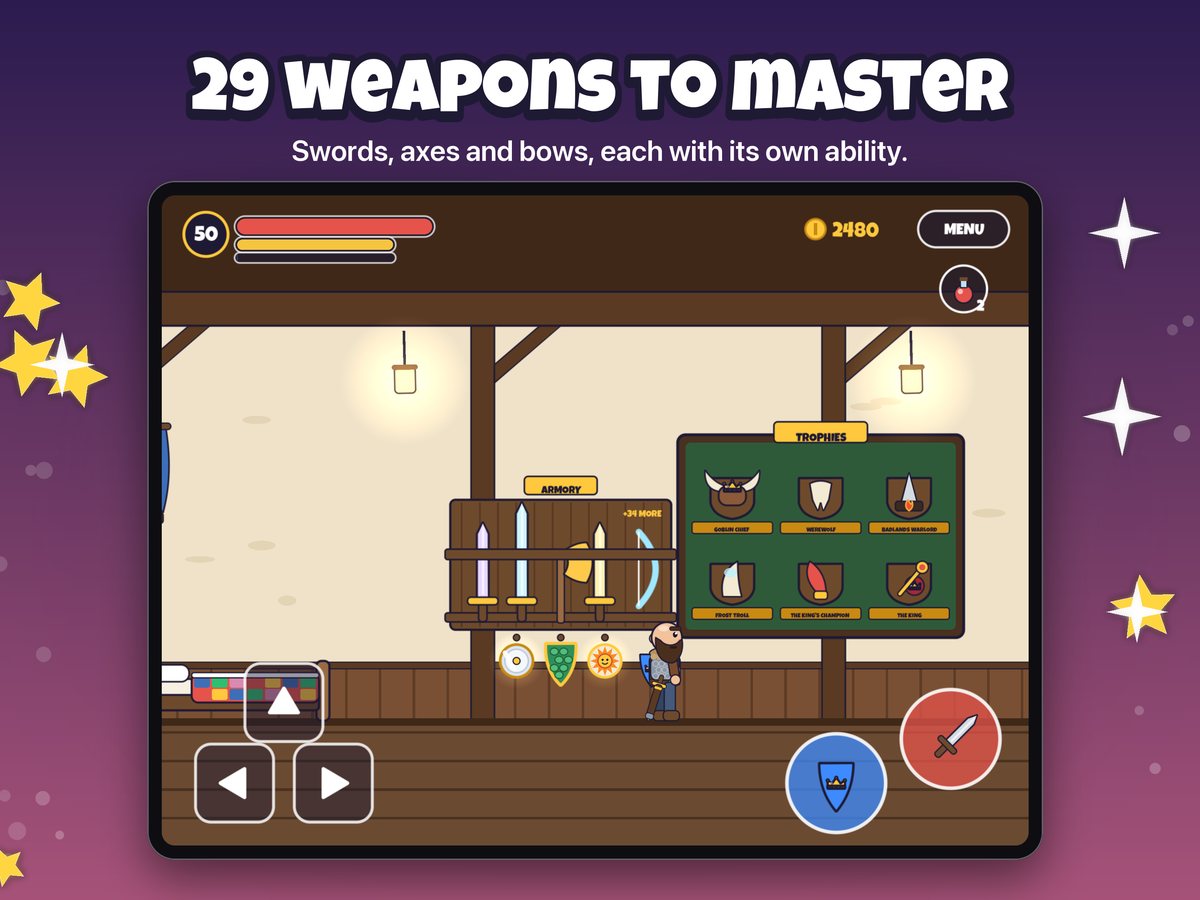 29 WEAPONS TO MASTER
Swords, axes and bows, each with its own ability.
50
2480
MENU
2
TROPHIES
ARMORY
+34 MORE
GOBLIN CHIEF
WEREWOLF
BADLANDS WARLORD
FROST TROLL
THE KING'S CHAMPION
THE KING